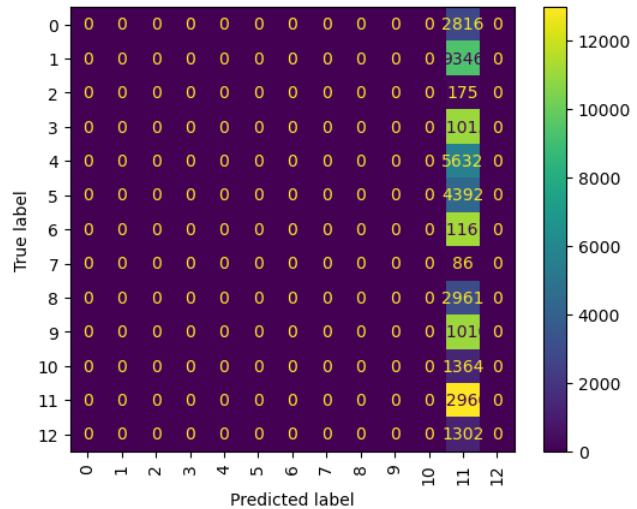 0 0 0 0 0 0 0 0 0 0 0 0 2816 0
1 0 0 0 0 0 0 0 0 0 0 0 9346 0
2 0 0 0 0 0 0 0 0 0 0 0 175 0
3 0 0 0 0 0 0 0 0 0 0 0 0
4 0 0 0 0 0 0 0 0 0 0 0 5632 0
5 0 0 0 0 0 0 0 0 0 0 0 4392 0
6 0 0 0 0 0 0 0 0 0 0 0 116 0
7 0 0 0 0 0 0 0 0 0 0 0 86 0
8 0 0 0 0 0 0 0 0 0 0 0 2961 0
9 0 0 0 0 0 0 0 0 0 0 0 0
10 0 0 0 0 0 0 0 0 0 0 0 1364 0
11 0 0 0 0 0 0 0 0 0 0 0 0
12 0 0 0 0 0 0 0 0 0 0 0 1302 0
True label
0 1 2 3 4 5 6 7 8 9 10 11 12
Predicted label
12000
10000
8000
6000
4000
2000
0